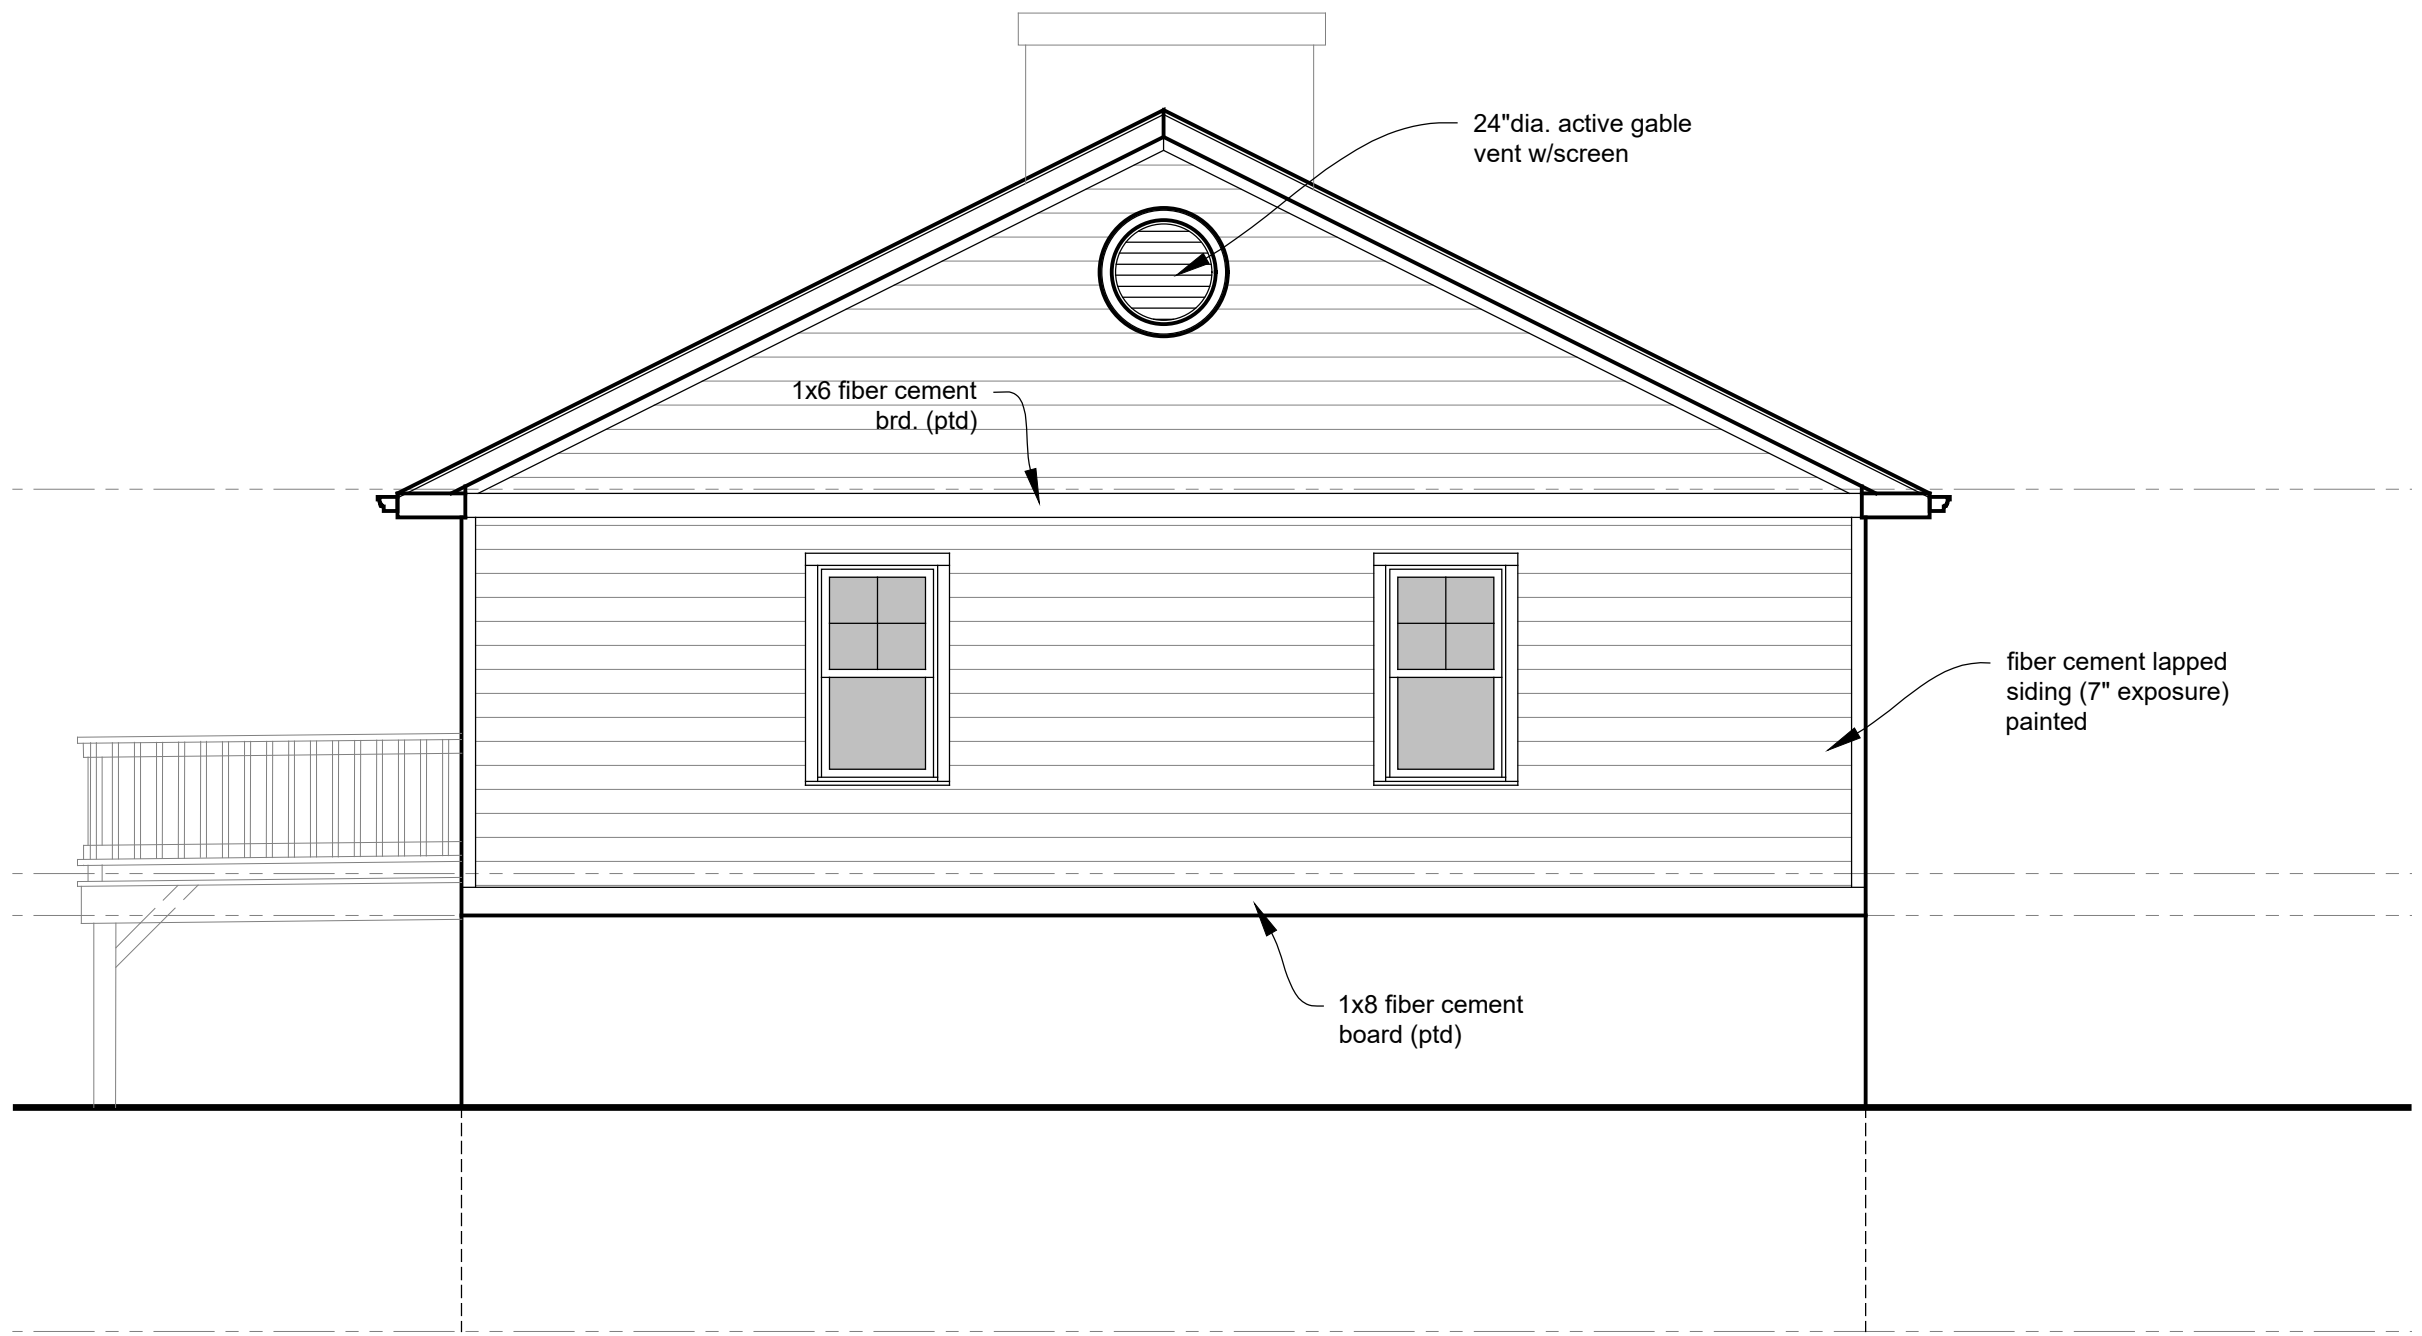 24"dia. active gable
vent w/screen
1x6 fiber cement
brd. (ptd)
fiber cement lapped
siding (7" exposure)
painted
1x8 fiber cement
board (ptd)